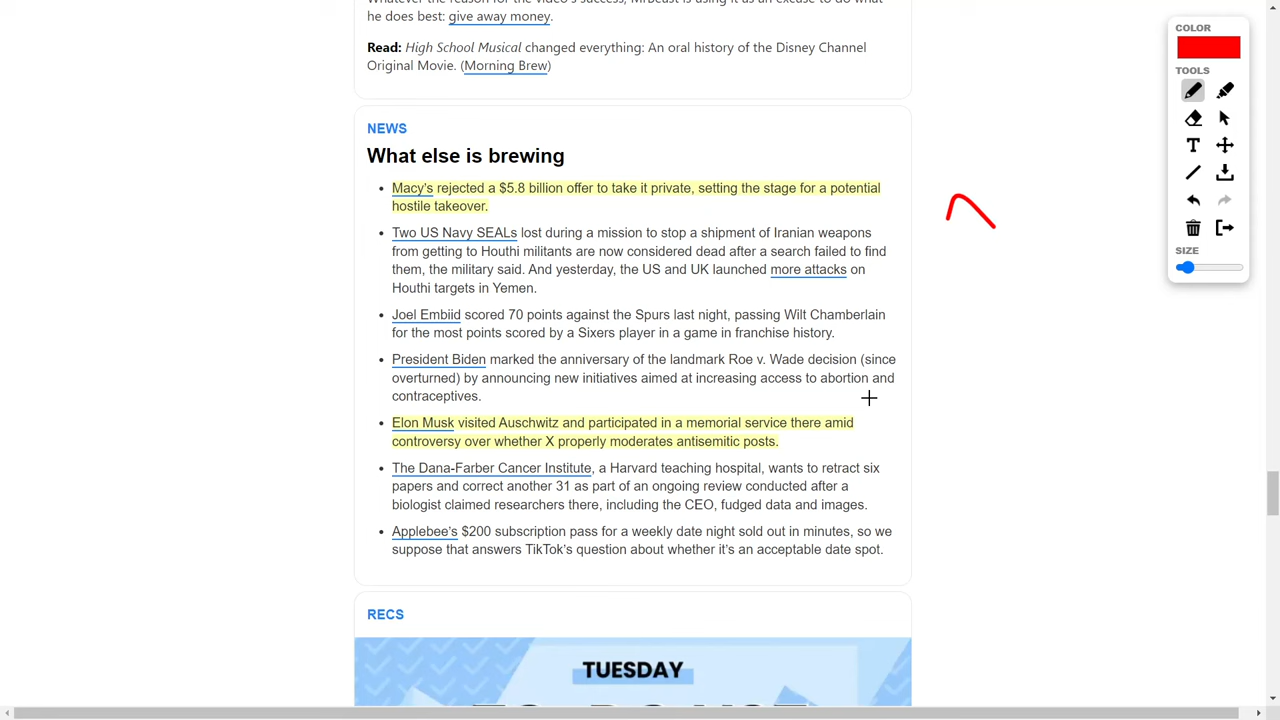 Whatever the reason for the video's success, MrBeast is using it as an excuse to do what
he does best: give away money.
Read: High School Musical changed everything: An oral history of the Disney Channel
Original Movie. (Morning Brew)
NEWS
What else is brewing
• Macy's rejected a $5.8 billion offer to take it private, setting the stage for a potential
hostile takeover.
• Two US Navy SEALs lost during a mission to stop a shipment of Iranian weapons
from getting to Houthi militants are now considered dead after a search failed to find
them, the military said. And yesterday, the US and UK launched more attacks on
Houthi targets in Yemen.
• Joel Embiid scored 70 points against the Spurs last night, passing Wilt Chamberlain
for the most points scored by a Sixers player in a game in franchise history.
• President Biden marked the anniversary of the landmark Roe v. Wade decision (since
overturned) by announcing new initiatives aimed at increasing access to abortion and
contraceptives.
• Elon Musk visited Auschwitz and participated in a memorial service there amid
controversy over whether X properly moderates antisemitic posts.
• The Dana-Farber Cancer Institute, a Harvard teaching hospital, wants to retract six
papers and correct another 31 as part of an ongoing review conducted after a
biologist claimed researchers there, including the CEO, fudged data and images.
• Applebee's $200 subscription pass for a weekly date night sold out in minutes, so we
suppose that answers TikTok's question about whether it's an acceptable date spot.
RECS
TUESDAY
COLOR
TOOLS
T
SIZE